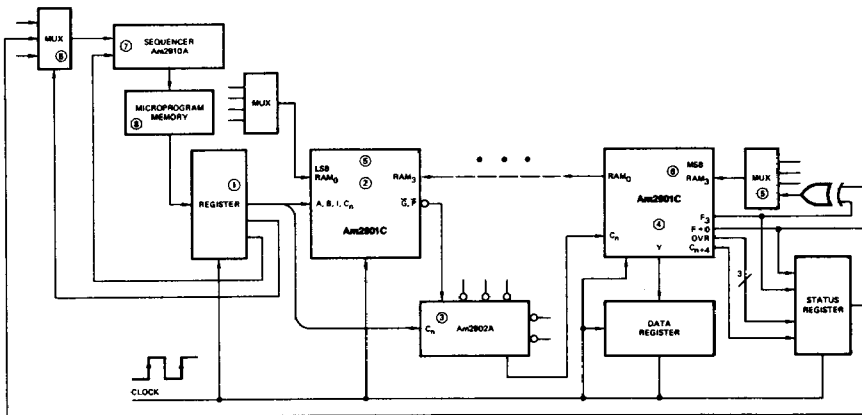 MUX
6
7
SEQUENCER
Am2910A
MICROPROGRAM
MEMORY
8
MUX
1
REGISTER
5
LSB
RAM0
2
RAM3
A, B, I, Cn
G, P
Am2901C
• • •
6
MSB
RAM0
RAM3
Am2901C
4
Cn
F3
F = 0
OVR
Cn+4
Y
MUX
5
3
3
Cn
Am2902A
DATA
REGISTER
STATUS
REGISTER
CLOCK